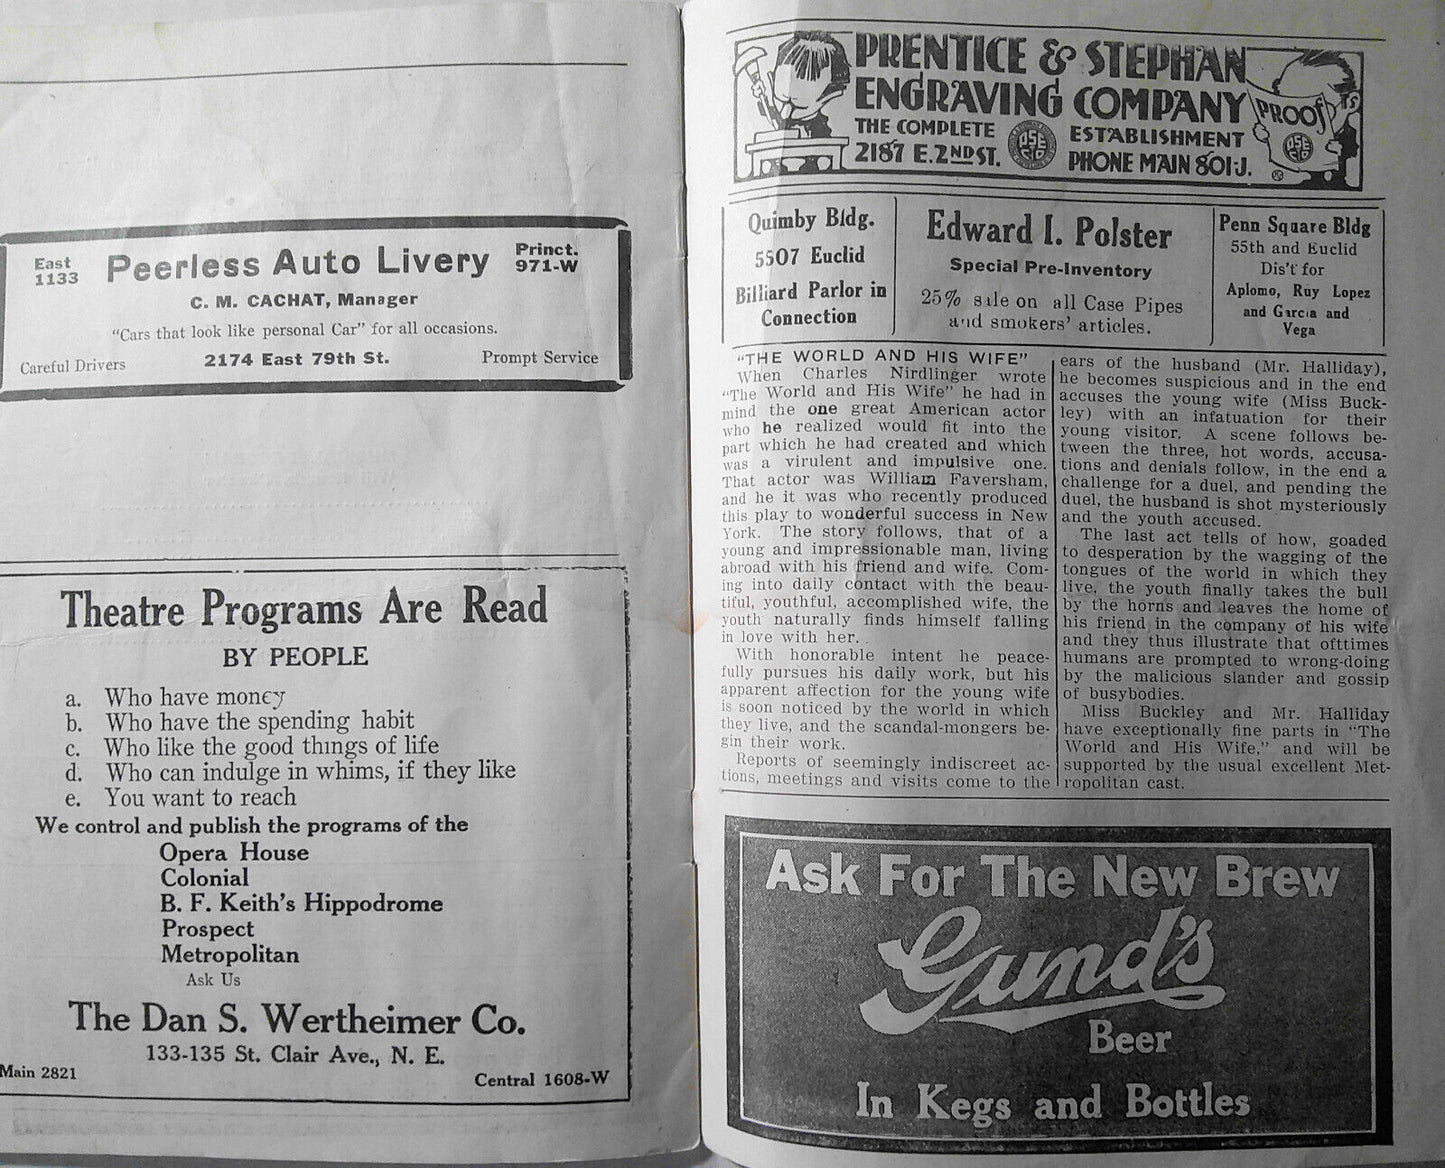 East
1133
Peerless Auto Livery
Princt.
971-W
C. M. CACHAT, Manager
"Cars that look like personal Car" for all occasions.
Careful Drivers
2174 East 79th St.
Prompt Service
Theatre Programs Are Read
BY PEOPLE
a. Who have money
b. Who have the spending habit
c. Who like the good things of life
d. Who can indulge in whims, if they like
e. You want to reach
We control and publish the programs of the
Opera House
Colonial
B. F. Keith's Hippodrome
Prospect
Metropolitan
Ask Us
The Dan S. Wertheimer Co.
133-135 St. Clair Ave., N. E.
Main 2821
Central 1608-W
PRENTICE & STEPHAN
ENGRAVING COMPANY
THE COMPLETE
ESTABLISHMENT
2187 E. 2ND ST.
PHONE MAIN 801-J.
PROOFS
Quimby Bldg.
5507 Euclid
Billiard Parlor in
Connection
Edward I. Polster
Special Pre-Inventory
25% sale on all Case Pipes
and smokers' articles.
Penn Square Bldg
55th and Euclid
Dis't for
Aplomo, Ruy Lopez
and Garcia and
Vega
"THE WORLD AND HIS WIFE"
When Charles Nirdlinger wrote
"The World and His Wife" he had in
mind the one great American actor
who he realized would fit into the
part which he had created and which
was a virulent and impulsive one.
That actor was William Faversham,
and he it was who recently produced
this play to wonderful success in New
York. The story follows, that of a
young and impressionable man, living
abroad with his friend and wife. Com-
ing into daily contact with the beau-
tiful, youthful, accomplished wife, the
youth naturally finds himself falling
in love with her.
With honorable intent he peace-
fully pursues his daily work, but his
apparent affection for the young wife
is soon noticed by the world in which
they live, and the scandal-mongers be-
gin their work.
Reports of seemingly indiscreet ac-
tions, meetings and visits come to the
ears of the husband (Mr. Halliday),
he becomes suspicious and in the end
accuses the young wife (Miss Buck-
ley) with an infatuation for their
young visitor. A scene follows be-
tween the three, hot words, accusa-
tions and denials follow, in the end a
challenge for a duel, and pending the
duel, the husband is shot mysteriously
and the youth accused.
The last act tells of how, goaded
to desperation by the wagging of the
tongues of the world in which they
live, the youth finally takes the bull
by the horns and leaves the home of
his friend in the company of his wife
and they thus illustrate that ofttimes
humans are prompted to wrong-doing
by the malicious slander and gossip
of busybodies.
Miss Buckley and Mr. Halliday
have exceptionally fine parts in "The
World and His Wife," and will be
supported by the usual excellent Met-
ropolitan cast.
Ask For The New Brew
Gund's
Beer
In Kegs and Bottles